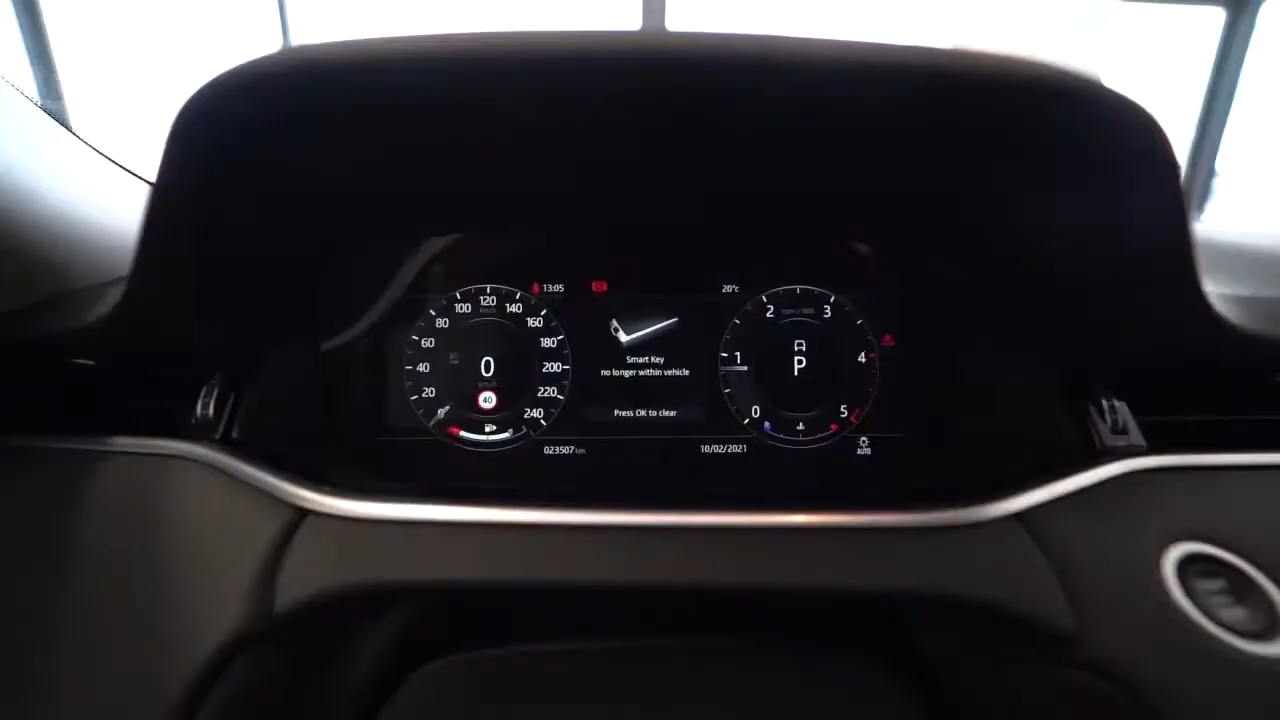 13:05
20°c
20
40
60
80
100
120
140
160
180
200
220
240
km/h
0
km/h
40
Smart Key
no longer within vehicle
Press OK to clear
0
1
2
3
4
5
P
023507 km
10/02/2021
AUTO